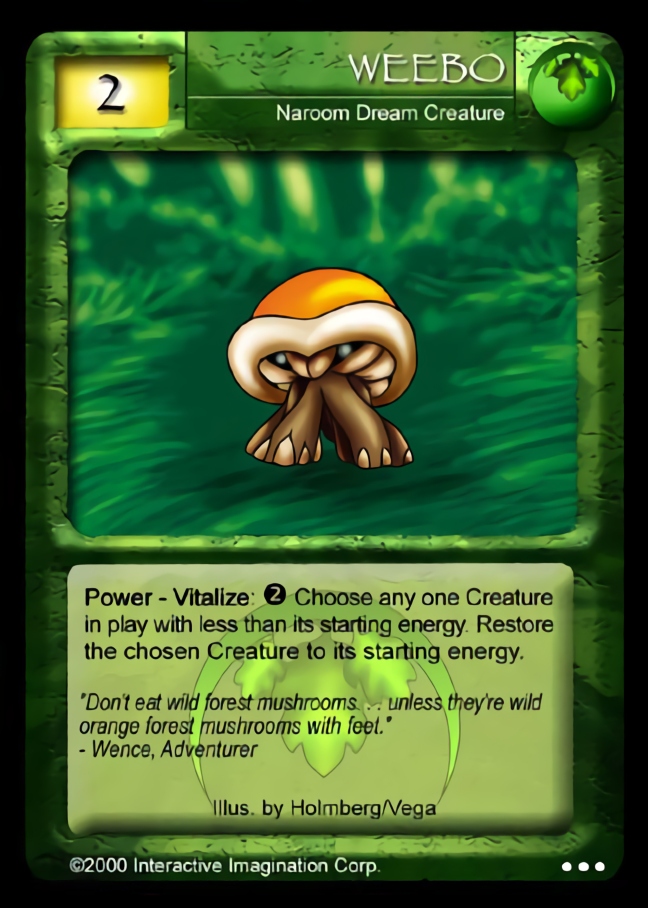 2
WEEBO
Naroom Dream Creature
Power - Vitalize: ❷ Choose any one Creature
in play with less than its starting energy. Restore
the chosen Creature to its starting energy.
"Don't eat wild forest mushrooms. . . unless they're wild
orange forest mushrooms with feet."
- Wence, Adventurer
Illus. by Holmberg/Vega
©2000 Interactive Imagination Corp.